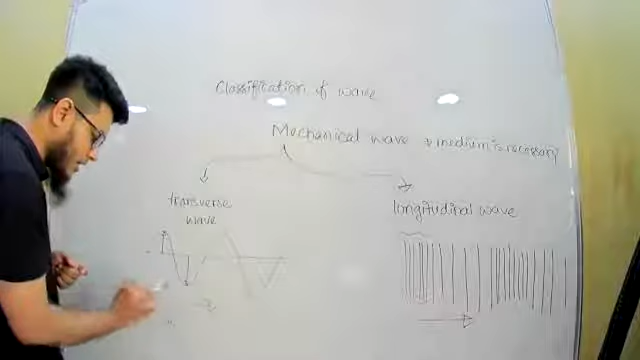 Classification of wave
Mechanical wave → medium is necessary
transverse
wave
longitudinal wave